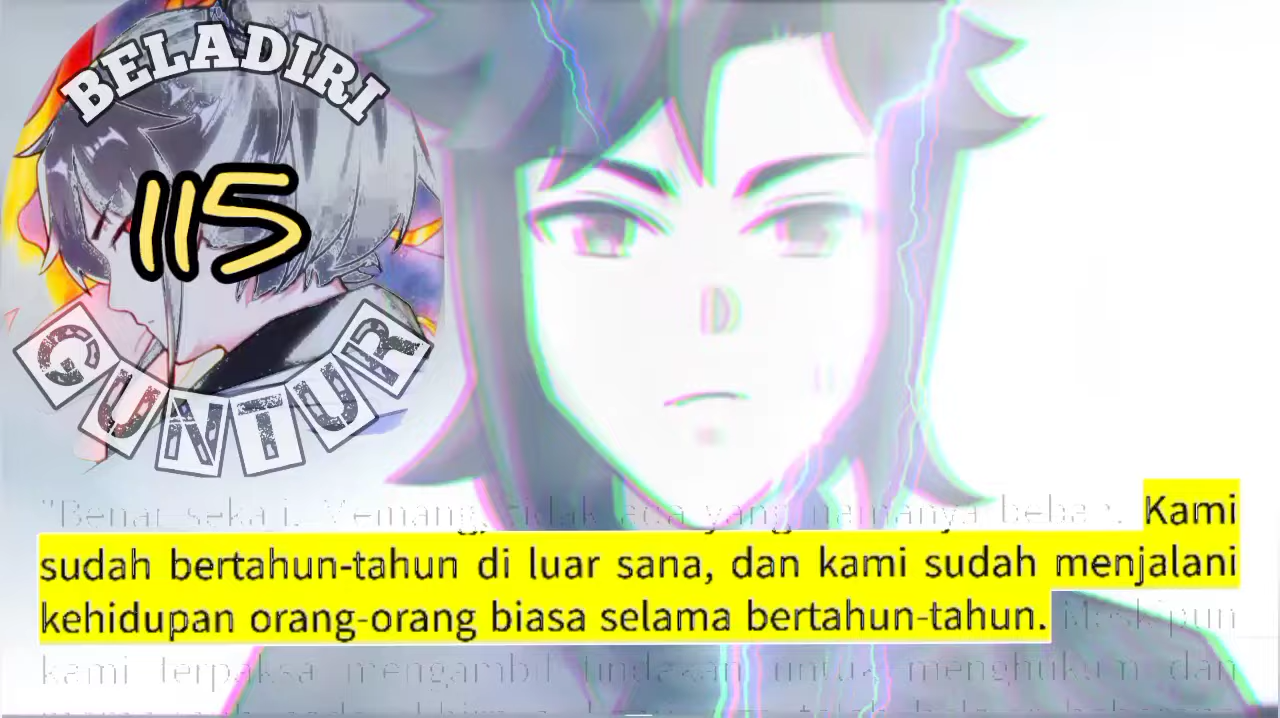 BELADIRI
115
GUNTUR
"Benar sekali. Memang, tidak ada yang namanya beban. Kami
sudah bertahun-tahun di luar sana, dan kami sudah menjalani
kehidupan orang-orang biasa selama bertahun-tahun. Meskipun
kami terpaksa mengambil tindakan untuk menghukum dan